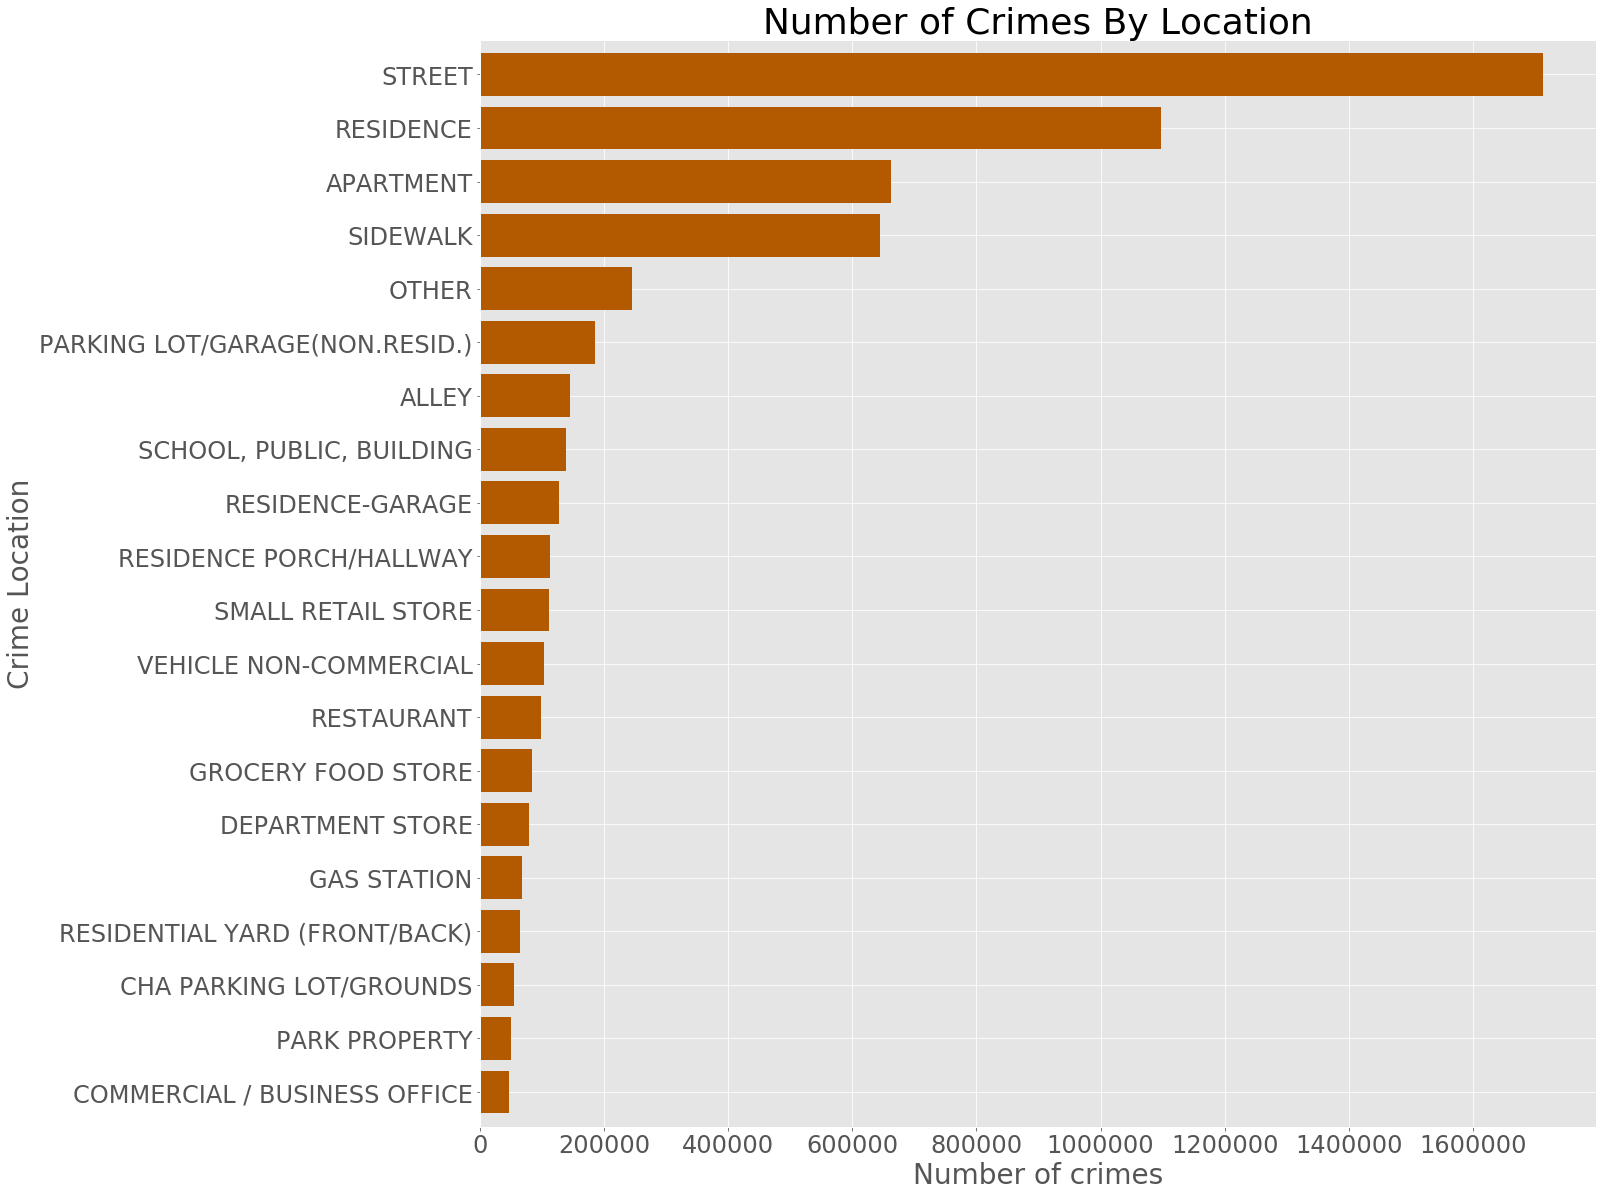 Number of Crimes By Location
STREET
RESIDENCE
APARTMENT
SIDEWALK
OTHER
PARKING LOT/GARAGE(NON.RESID.)
ALLEY
SCHOOL, PUBLIC, BUILDING
RESIDENCE-GARAGE
RESIDENCE PORCH/HALLWAY
SMALL RETAIL STORE
VEHICLE NON-COMMERCIAL
RESTAURANT
GROCERY FOOD STORE
DEPARTMENT STORE
GAS STATION
RESIDENTIAL YARD (FRONT/BACK)
CHA PARKING LOT/GROUNDS
PARK PROPERTY
COMMERCIAL / BUSINESS OFFICE
Crime Location
0 200000 400000 600000 800000 1000000 1200000 1400000 1600000
Number of crimes